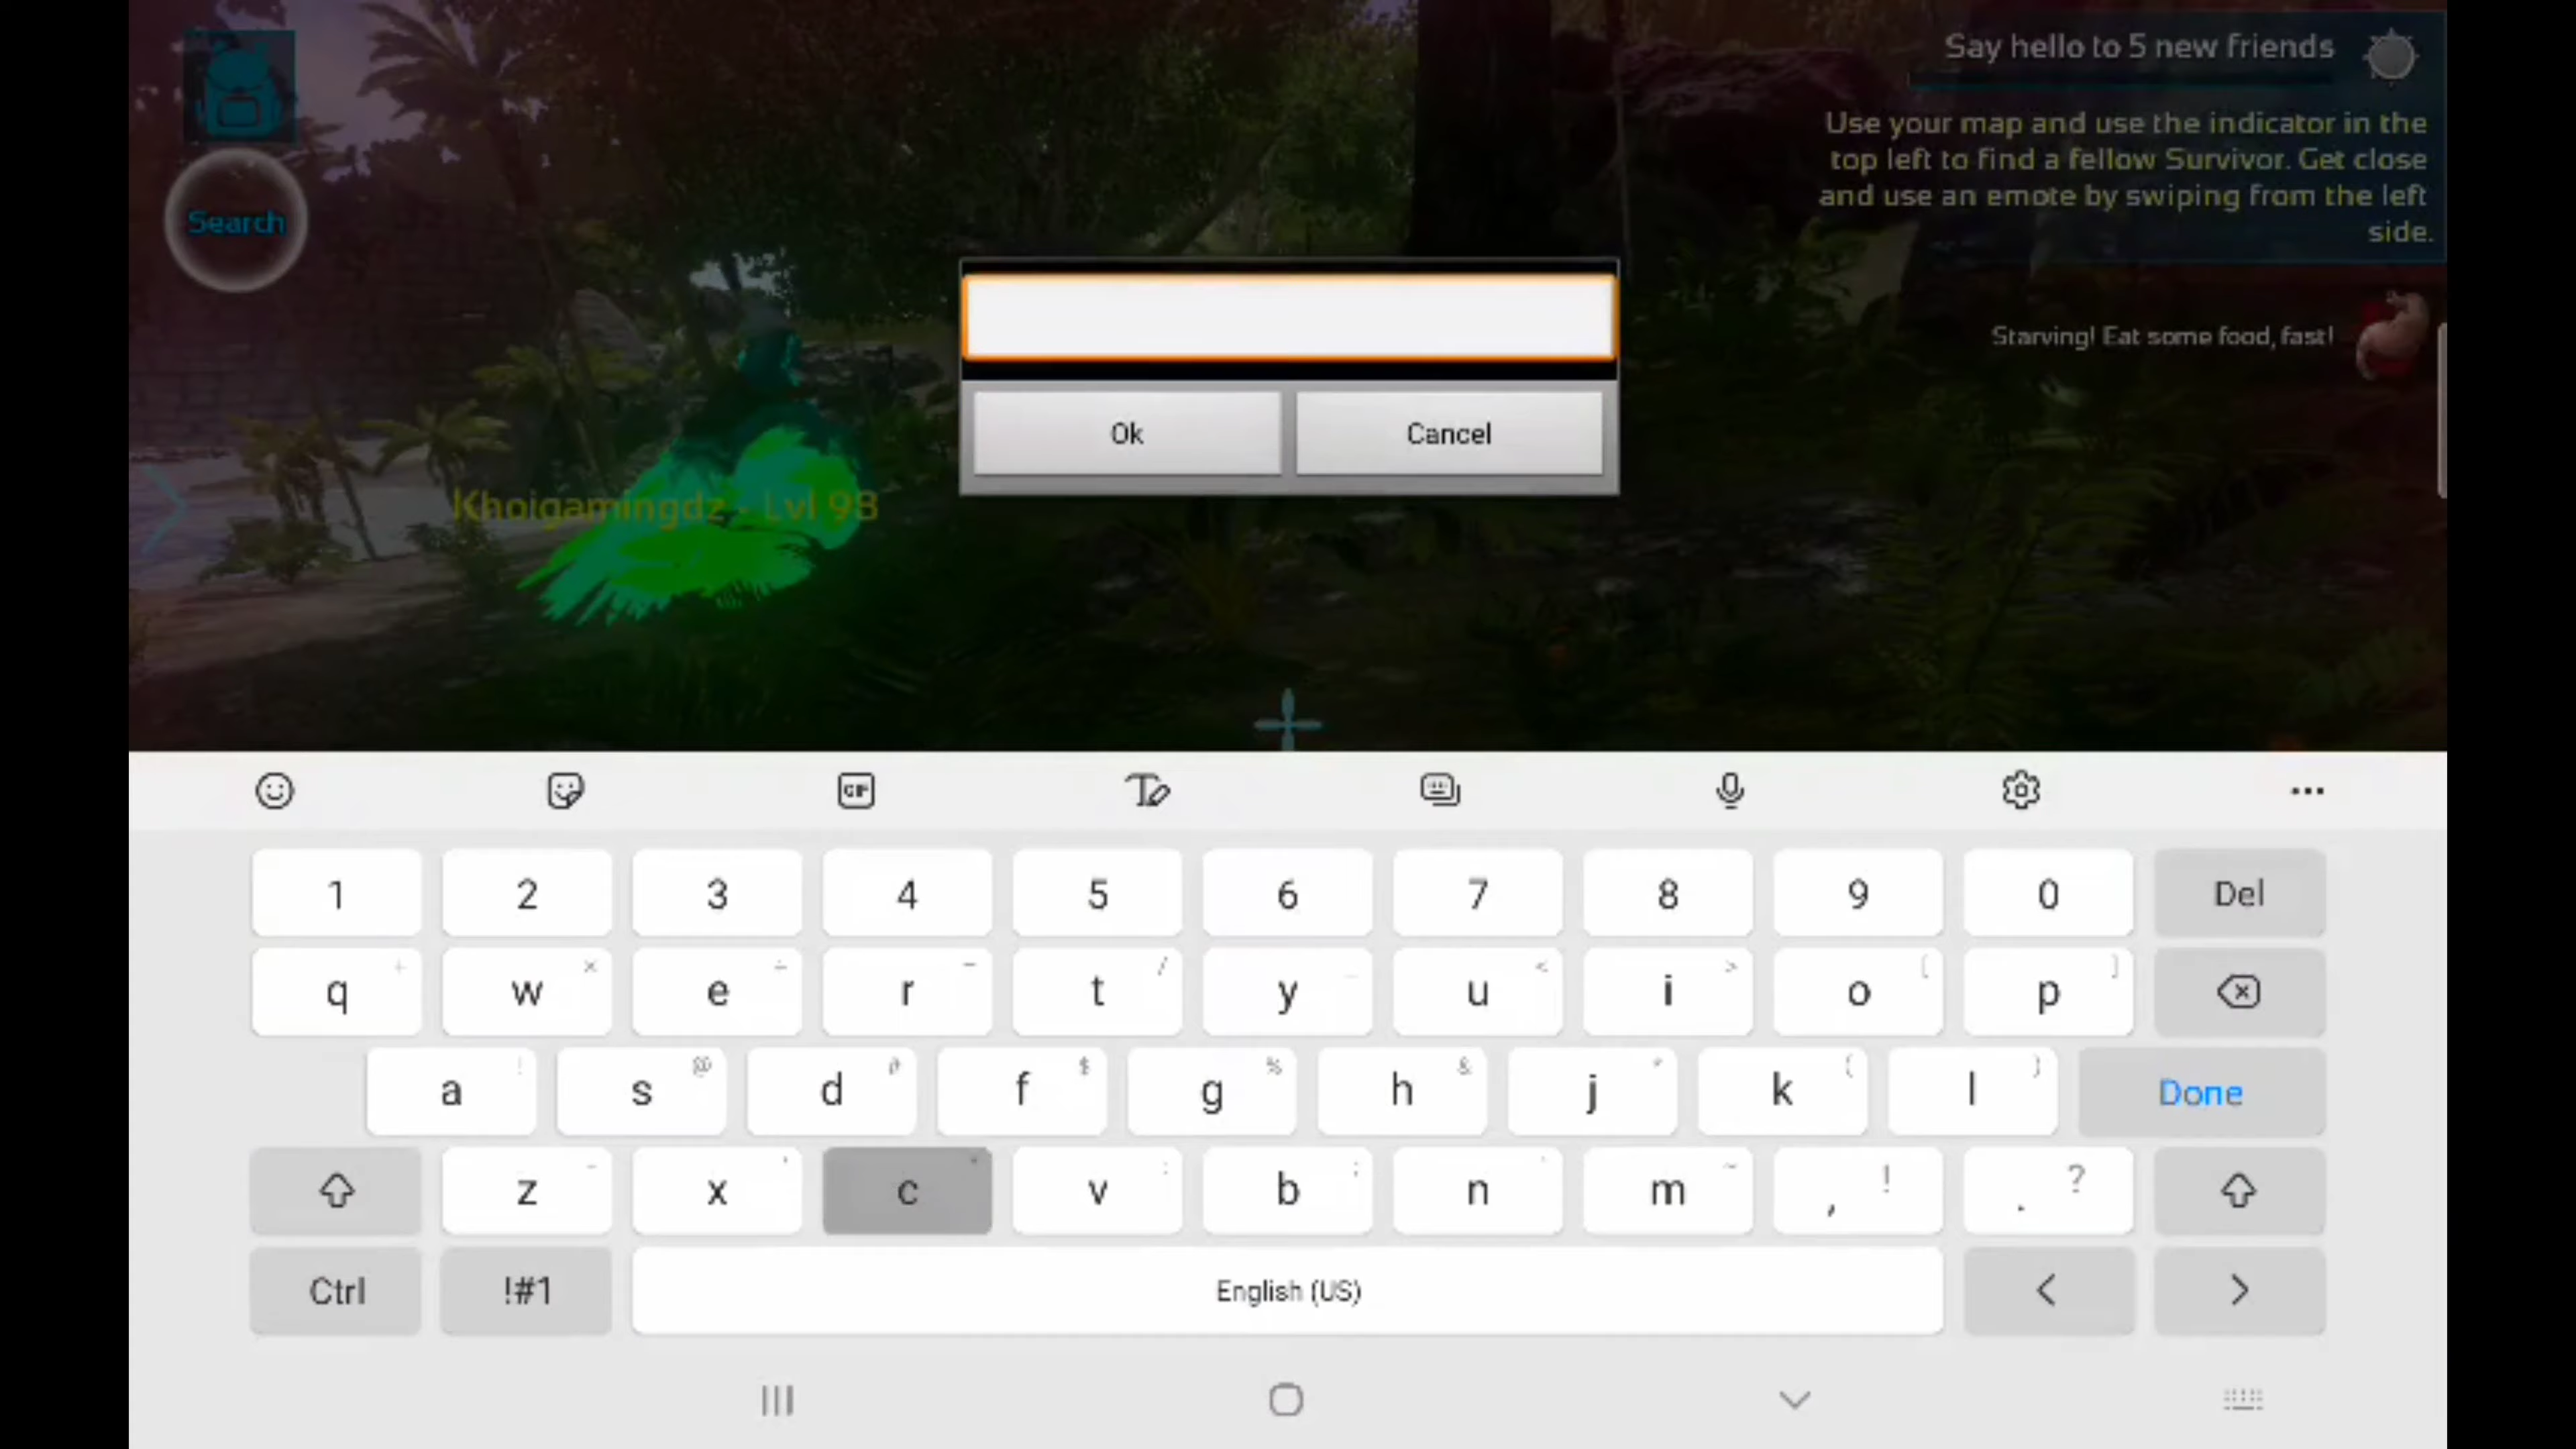 Say hello to 5 new friends
Use your map and use the indicator in the
top left to find a fellow Survivor. Get close
and use an emote by swiping from the left
side.
Search
Starving! Eat some food, fast!
Ok Cancel
Khoigamingdz - Lvl 93
GIF
1 2 3 4 5 6 7 8 9 0 Del
q w e r t y u i o p
a s d f g h j k l Done
z x c v b n m , ! . ?
Ctrl !#1 English (US) < >